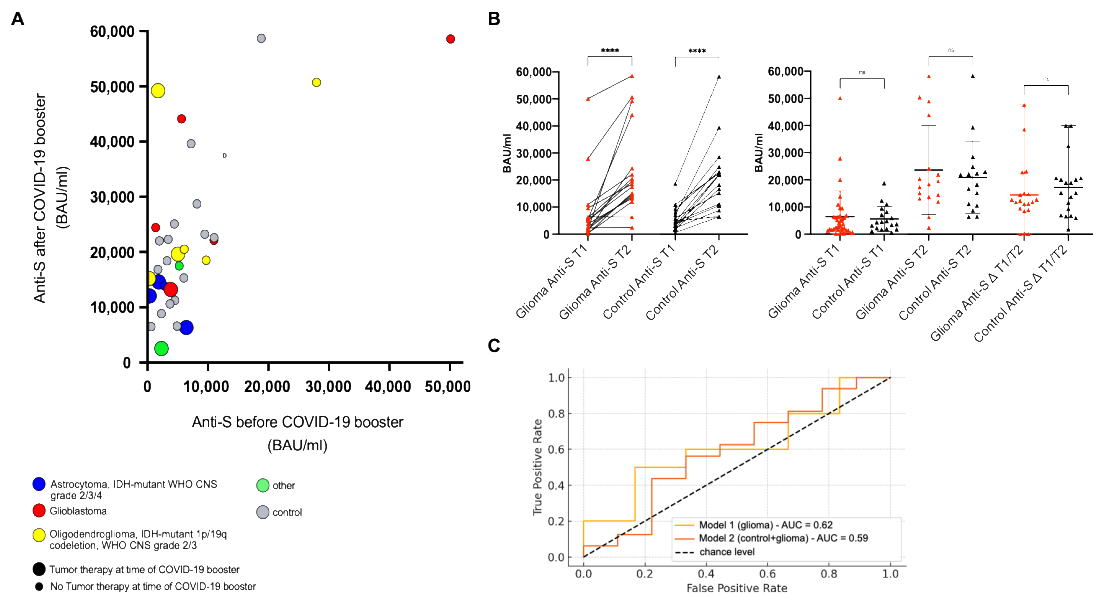 A
60,000
50,000
40,000
30,000
20,000
10,000
0
Anti-S after COVID-19 booster
(BAU/ml)
0
10,000
20,000
30,000
40,000
50,000
Anti-S before COVID-19 booster
(BAU/ml)
Astrocytoma, IDH-mutant WHO CNS
grade 2/3/4
Glioblastoma
Oligodendroglioma, IDH-mutant 1p/19q
codeletion, WHO CNS grade 2/3
Tumor therapy at time of COVID-19 booster
No Tumor therapy at time of COVID-19 booster
other
control
B
****
****
60,000
50,000
40,000
30,000
20,000
10,000
0
BAU/ml
Glioma Anti-S T1
Glioma Anti-S T2
Control Anti-S T1
Control Anti-S T2
ns
ns
60,000
50,000
40,000
30,000
20,000
10,000
0
BAU/ml
Glioma Anti-S T1
Control Anti-S T1
Glioma Anti-S T2
Control Anti-S T2
Glioma Anti-S Δ T1/T2
Control Anti-S Δ T1/T2
C
1.0
0.8
0.6
0.4
0.2
0.0
True Positive Rate
Model 1 (glioma) - AUC = 0.62
Model 2 (control+glioma) - AUC = 0.59
chance level
0.0
0.2
0.4
0.6
0.8
1.0
False Positive Rate